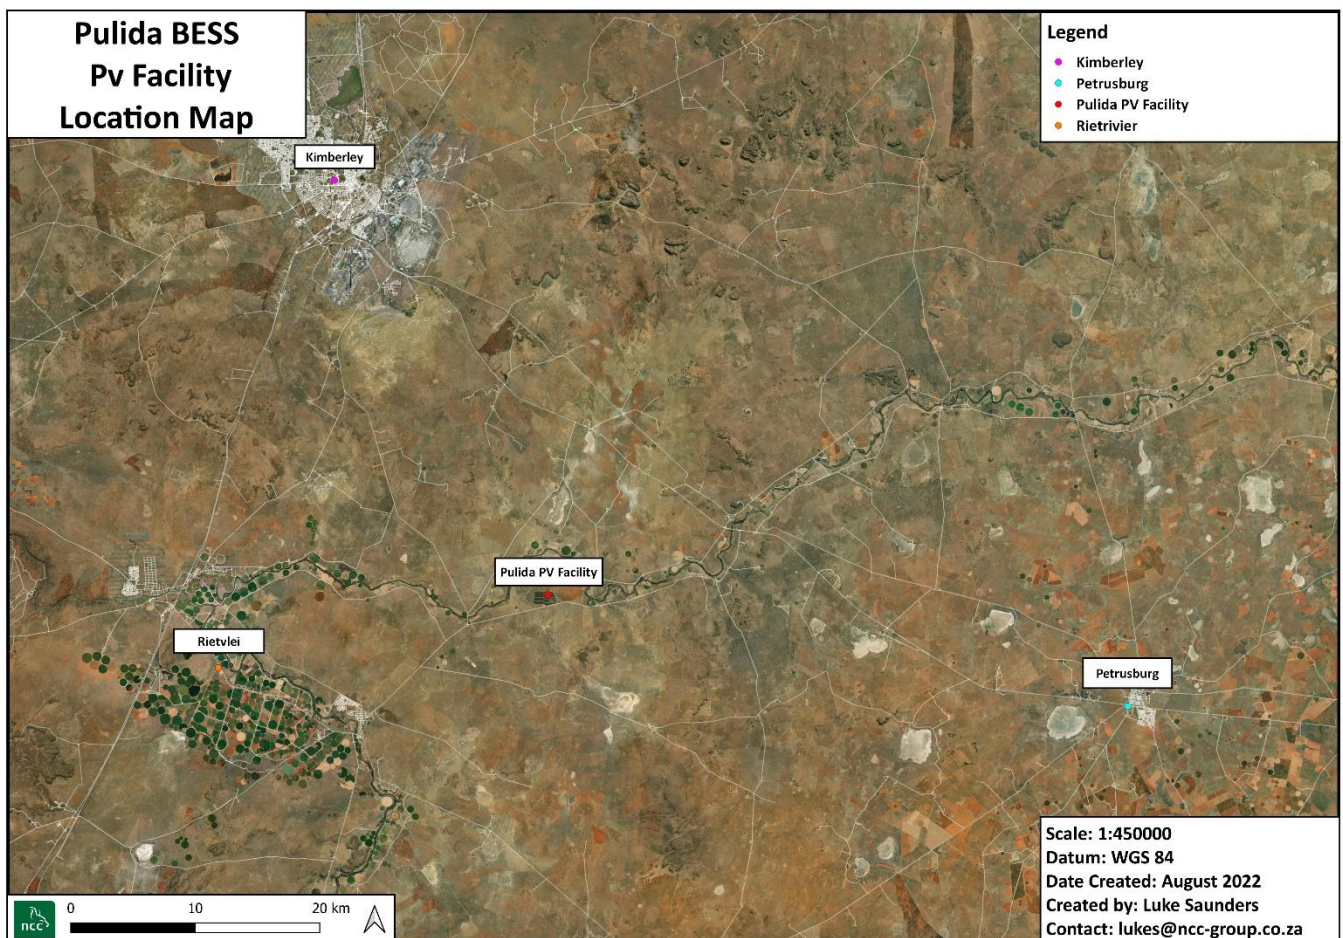 Pulida BESS
Pv Facility
Location Map
Legend
Kimberley
Petrusburg
Pulida PV Facility
Rietrivier
Kimberley
Pulida PV Facility
Rietvlei
Petrusburg
ncc
0 10 20 km
Scale: 1:450000
Datum: WGS 84
Date Created: August 2022
Created by: Luke Saunders
Contact: lukes@ncc-group.co.za